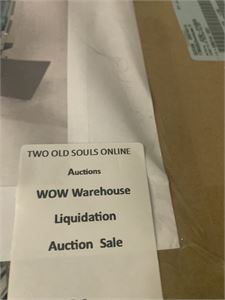 TWO OLD SOULS ONLINE
Auctions
WOW Warehouse
Liquidation
Auction Sale